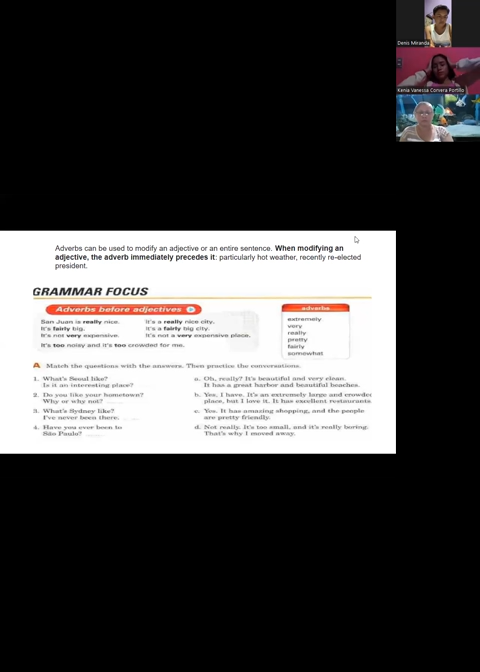 Denis Miranda
Kenia Vanessa Corvera Portillo
Adverbs can be used to modify an adjective or an entire sentence. When modifying an
adjective, the adverb immediately precedes it: particularly hot weather, recently re-elected
president.
GRAMMAR FOCUS
Adverbs before adjectives
San Juan is really nice. It's a really nice city.
It's fairly big. It's a fairly big city.
It's not very expensive. It's not a very expensive place.
It's too noisy and it's too crowded for me.
adverbs
extremely
very
really
pretty
fairly
somewhat
A Match the questions with the answers. Then practice the conversations.
1. What's Seoul like?
Is it an interesting place?
2. Do you like your hometown?
Why or why not?
3. What's Sydney like?
I've never been there.
4. Have you ever been to
São Paulo?
a. Oh, really? It's beautiful and very clean.
It has a great harbor and beautiful beaches.
b. Yes, I have. It's an extremely large and crowded
place, but I love it. It has excellent restaurants
c. Yes. It has amazing shopping, and the people
are pretty friendly.
d. Not really. It's too small, and it's really boring.
That's why I moved away.